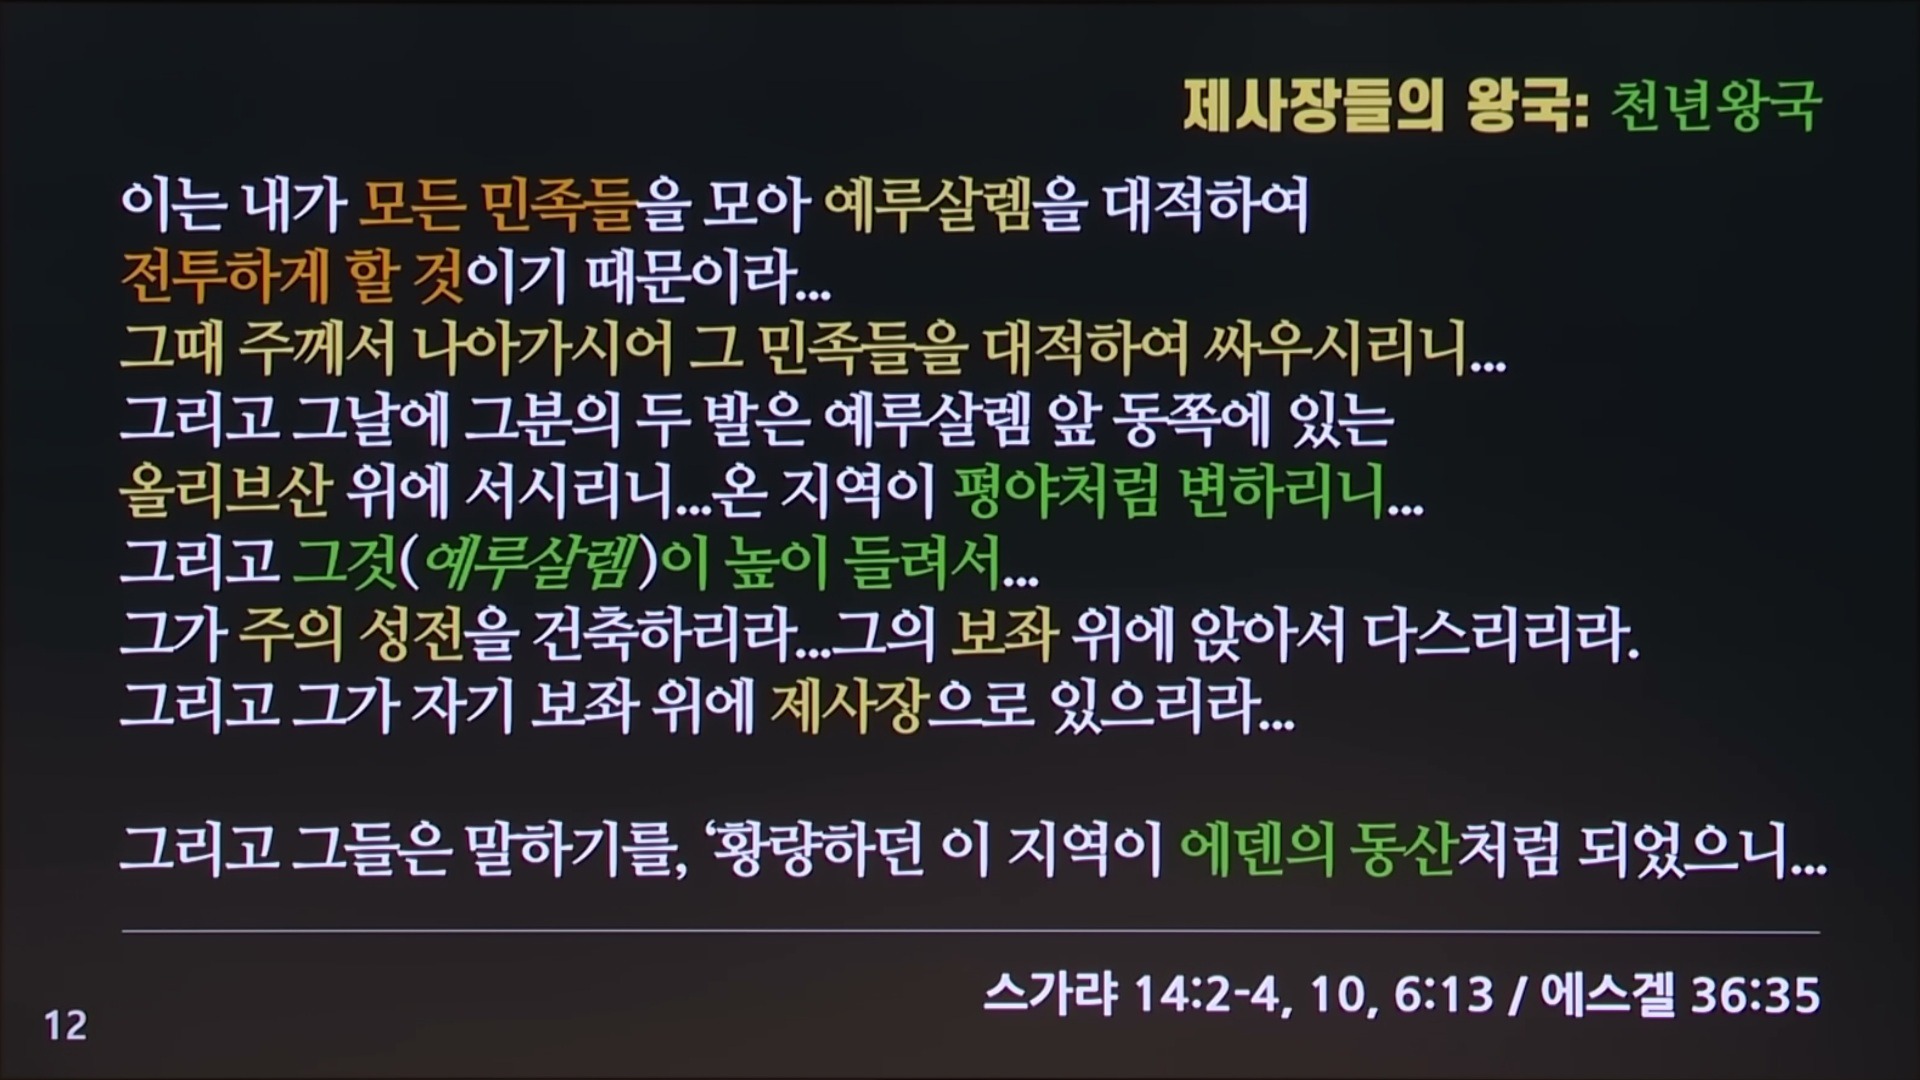 제사장들의 왕국: 천년왕국
이는 내가 모든 민족들을 모아 예루살렘을 대적하여
전투하게 할 것이기 때문이라...
그때 주께서 나아가시어 그 민족들을 대적하여 싸우시리니...
그리고 그날에 그분의 두 발은 예루살렘 앞 동쪽에 있는
올리브산 위에 서시리니...온 지역이 평야처럼 변하리니...
그리고 그것(예루살렘)이 높이 들려서...
그가 주의 성전을 건축하리라...그의 보좌 위에 앉아서 다스리리라.
그리고 그가 자기 보좌 위에 제사장으로 있으리라...
그리고 그들은 말하기를, ‘황량하던 이 지역이 에덴의 동산처럼 되었으니...
스가랴 14:2-4, 10, 6:13 / 에스겔 36:35
12